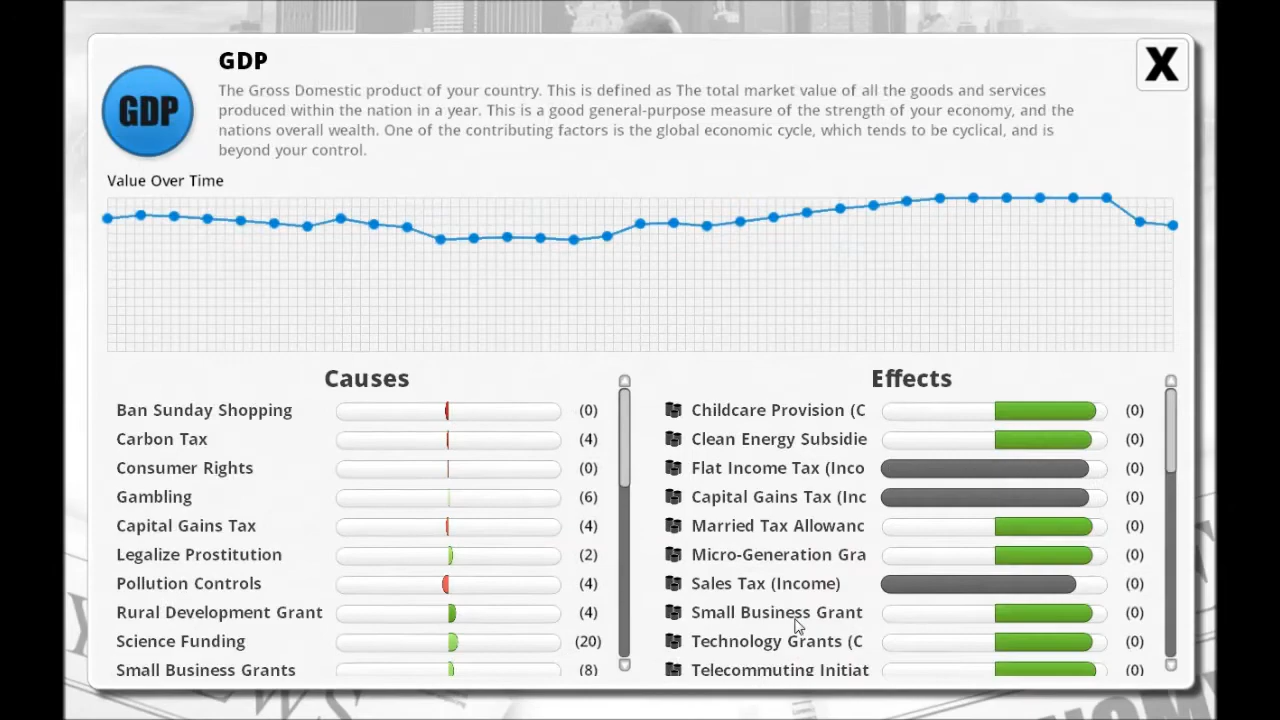 GDP
GDP
The Gross Domestic product of your country. This is defined as The total market value of all the goods and services
produced within the nation in a year. This is a good general-purpose measure of the strength of your economy, and the
nations overall wealth. One of the contributing factors is the global economic cycle, which tends to be cyclical, and is
beyond your control.
X
Value Over Time
Causes
Ban Sunday Shopping (0)
Carbon Tax (4)
Consumer Rights (0)
Gambling (6)
Capital Gains Tax (4)
Legalize Prostitution (2)
Pollution Controls (4)
Rural Development Grant (4)
Science Funding (20)
Small Business Grants (8)
Effects
Childcare Provision (C (0)
Clean Energy Subsidie (0)
Flat Income Tax (Inco (0)
Capital Gains Tax (Inc (0)
Married Tax Allowanc (0)
Micro-Generation Gra (0)
Sales Tax (Income) (0)
Small Business Grant (0)
Technology Grants (C (0)
Telecommuting Initiat (0)